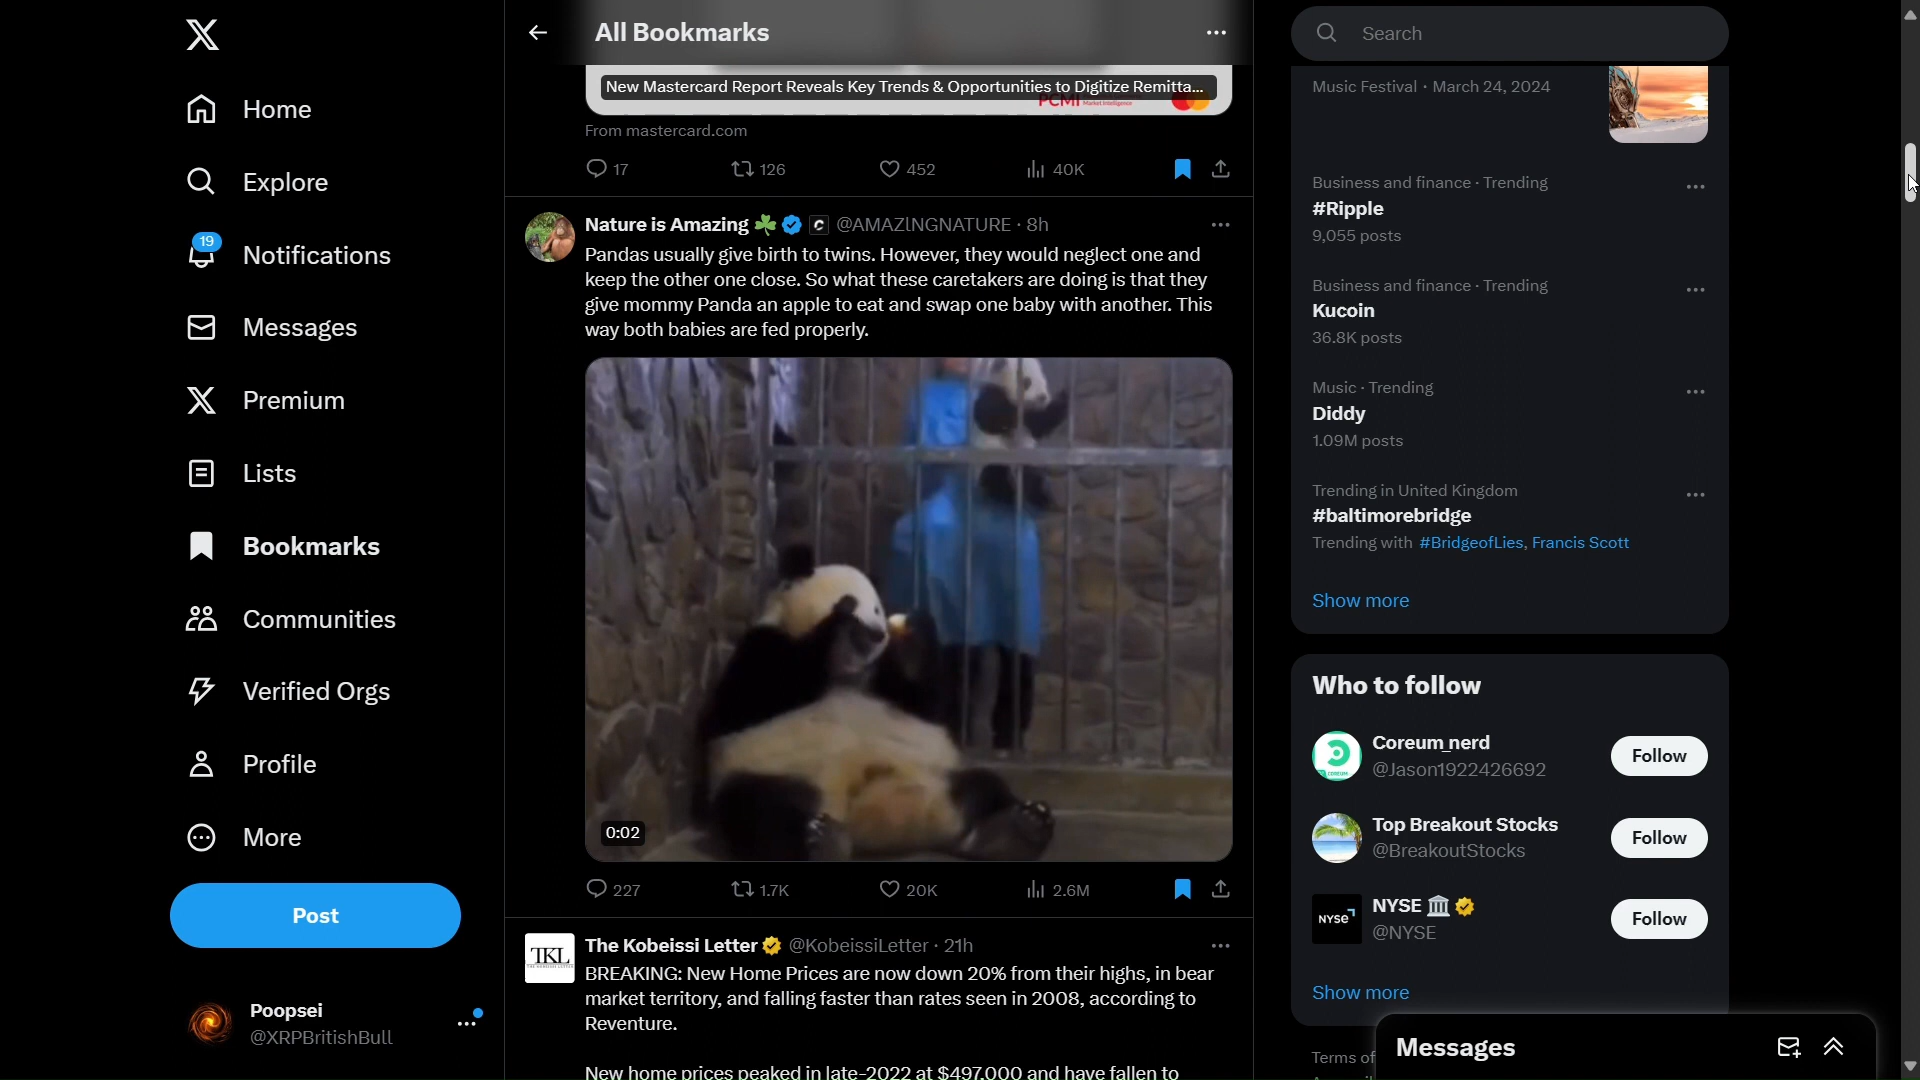 Home
Explore
19
Notifications
Messages
Premium
Lists
Bookmarks
Communities
Verified Orgs
Profile
More
Post
Poopsei
@XRPBritishBull
All Bookmarks
New Mastercard Report Reveals Key Trends & Opportunities to Digitize Remitta...
PCMI
From mastercard.com
17 126 452 40K
Nature is Amazing @AMAZlNGNATURE · 8h
Pandas usually give birth to twins. However, they would neglect one and
keep the other one close. So what these caretakers are doing is that they
give mommy Panda an apple to eat and swap one baby with another. This
way both babies are fed properly.
0:02
227 1.7K 20K 2.6M
TKL
The Kobeissi Letter @KobeissiLetter · 21h
BREAKING: New Home Prices are now down 20% from their highs, in bear
market territory, and falling faster than rates seen in 2008, according to
Reventure.
New home prices peaked in late-2022 at $497,000 and have fallen to
Search
Music Festival · March 24, 2024
Business and finance · Trending
#Ripple
9,055 posts
Business and finance · Trending
Kucoin
36.8K posts
Music · Trending
Diddy
1.09M posts
Trending in United Kingdom
#baltimorebridge
Trending with #BridgeofLies, Francis Scott
Show more
Who to follow
Coreum_nerd
@Jason1922426692
Follow
Top Breakout Stocks
@BreakoutStocks
Follow
NYSE
NYSE
@NYSE
Follow
Show more
Terms of
Messages